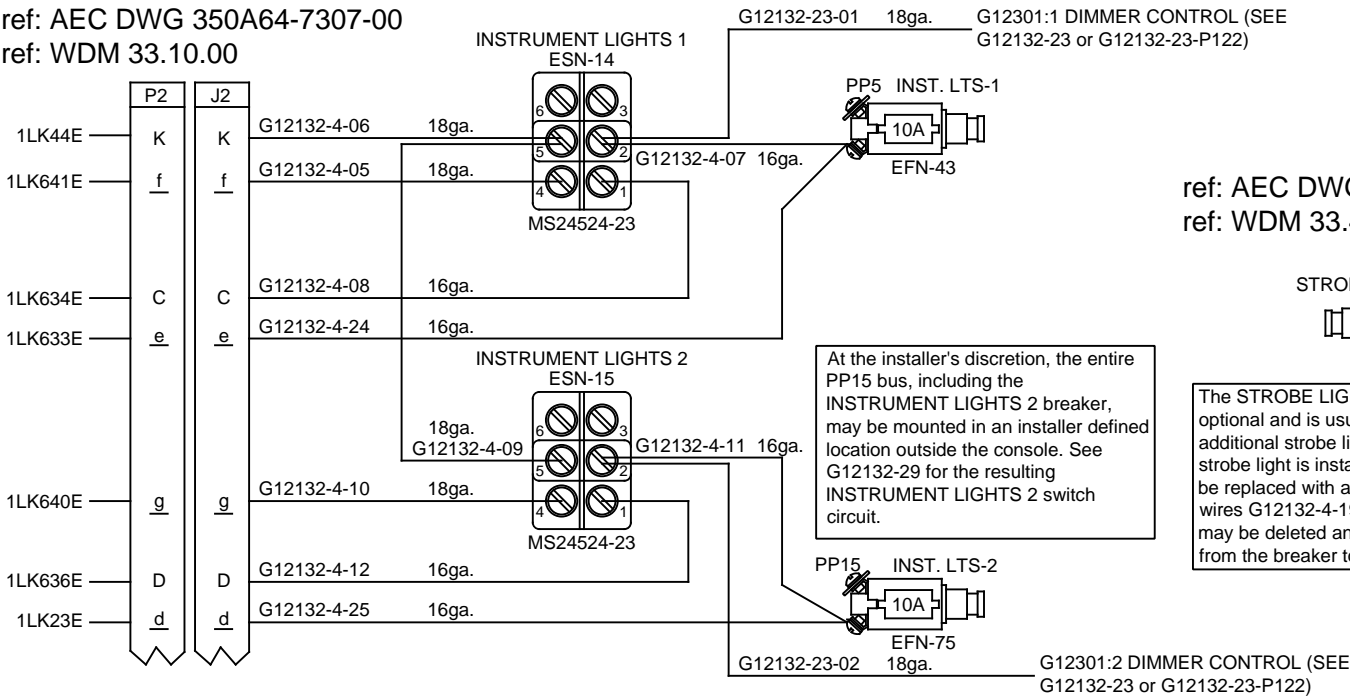 ref: AEC DWG 350A64-7307-00
ref: WDM 33.10.00
G12132-23-01 18ga. G12301:1 DIMMER CONTROL (SEE
G12132-23 or G12132-23-P122)
INSTRUMENT LIGHTS 1
ESN-14
P2 J2
6 3
5 2
4 1
MS24524-23
PP5 INST. LTS-1
10A
EFN-43
1LK44E K K G12132-4-06 18ga.
G12132-4-07 16ga.
1LK641E f f G12132-4-05 18ga.
1LK634E C C G12132-4-08 16ga.
1LK633E e e G12132-4-24 16ga.
ref: AEC DWG
ref: WDM 33.
INSTRUMENT LIGHTS 2
ESN-15
6 3
5 2
4 1
MS24524-23
18ga.
G12132-4-09
G12132-4-11 16ga.
1LK640E g g G12132-4-10 18ga.
1LK636E D D G12132-4-12 16ga.
1LK23E d d G12132-4-25 16ga.
At the installer's discretion, the entire
PP15 bus, including the
INSTRUMENT LIGHTS 2 breaker,
may be mounted in an installer defined
location outside the console. See
G12132-29 for the resulting
INSTRUMENT LIGHTS 2 switch
circuit.
The STROBE LIG
optional and is usu
additional strobe li
strobe light is insta
be replaced with a
wires G12132-4-19
may be deleted an
from the breaker to
PP15 INST. LTS-2
10A
EFN-75
G12132-23-02 18ga. G12301:2 DIMMER CONTROL (SEE
G12132-23 or G12132-23-P122)